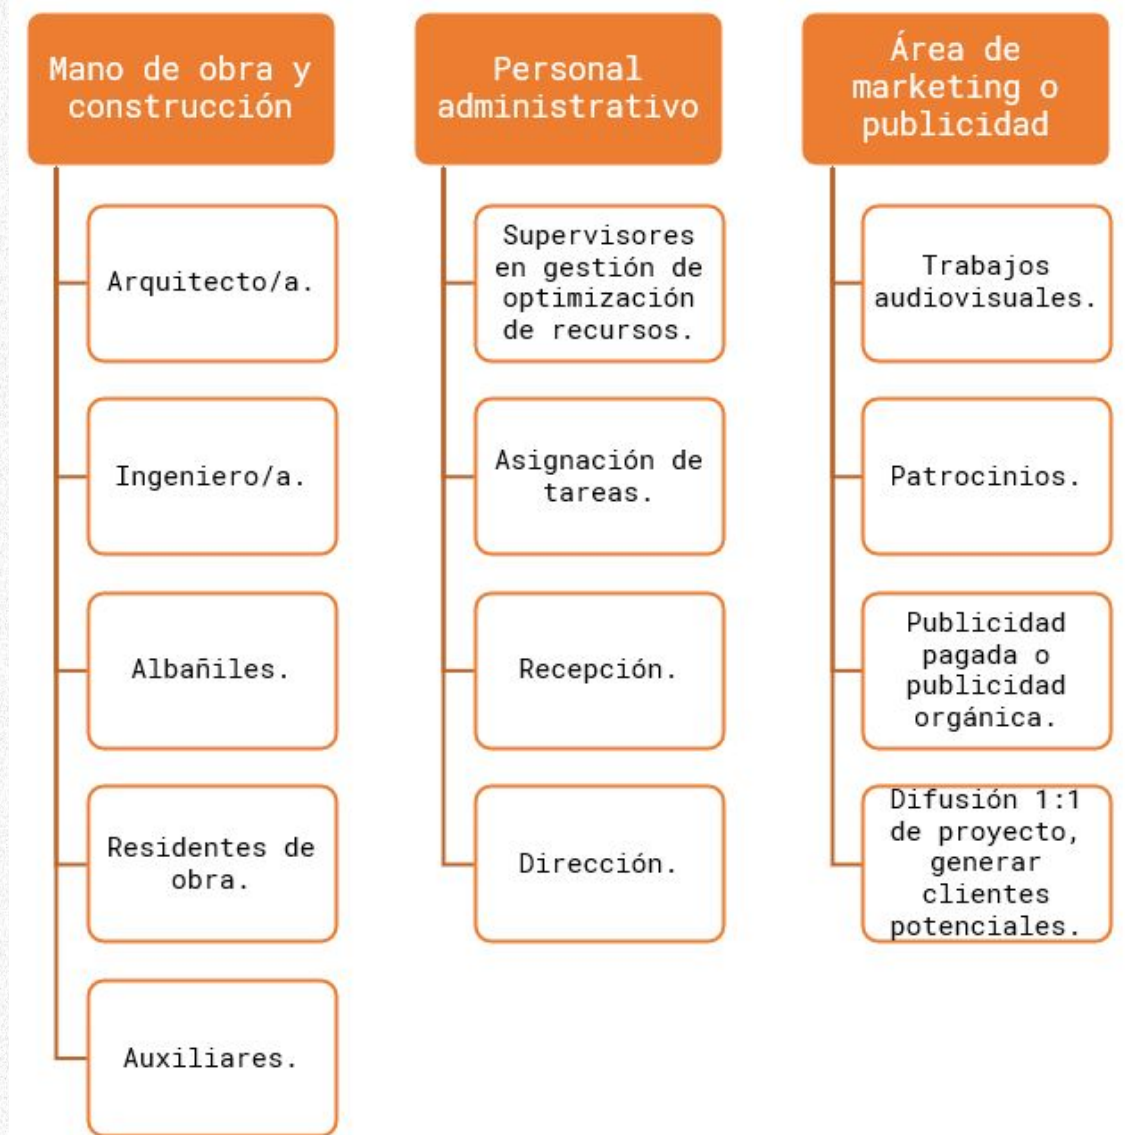 Mano de obra y
construcción
Arquitecto/a.
Ingeniero/a.
Albañiles.
Residentes de
obra.
Auxiliares.
Personal
administrativo
Supervisores
en gestión de
optimización
de recursos.
Asignación de
tareas.
Recepción.
Dirección.
Área de
marketing o
publicidad
Trabajos
audiovisuales.
Patrocinios.
Publicidad
pagada o
publicidad
orgánica.
Difusión 1:1
de proyecto,
generar
clientes
potenciales.